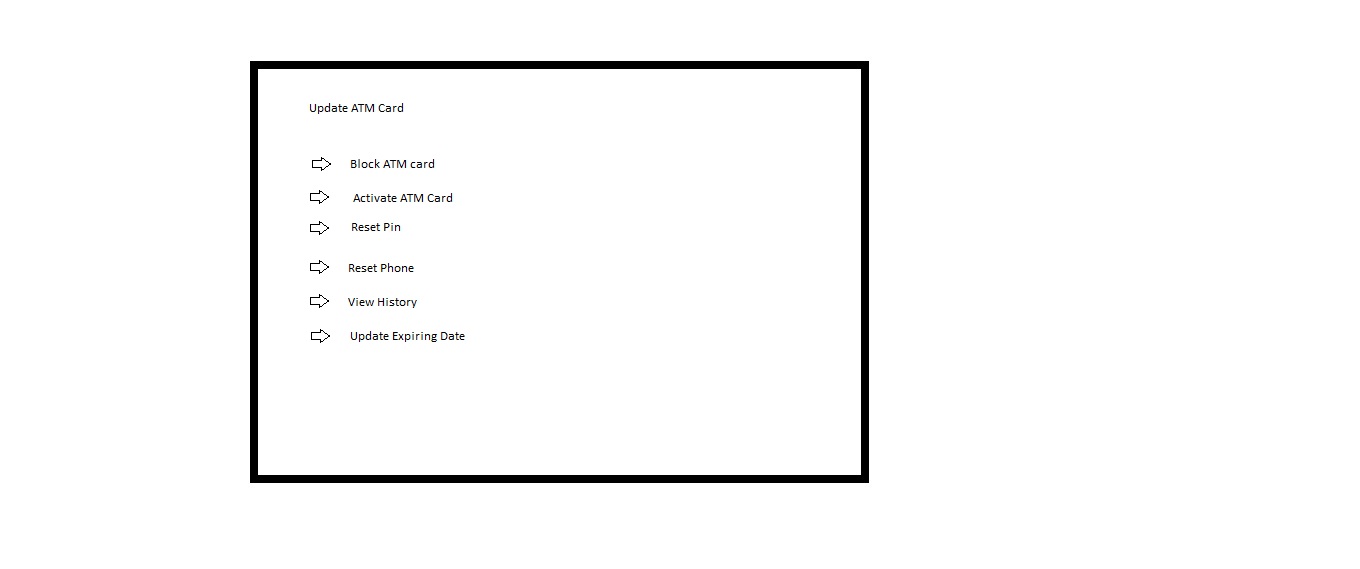 Update ATM Card
Block ATM card
Activate ATM Card
Reset Pin
Reset Phone
View History
Update Expiring Date